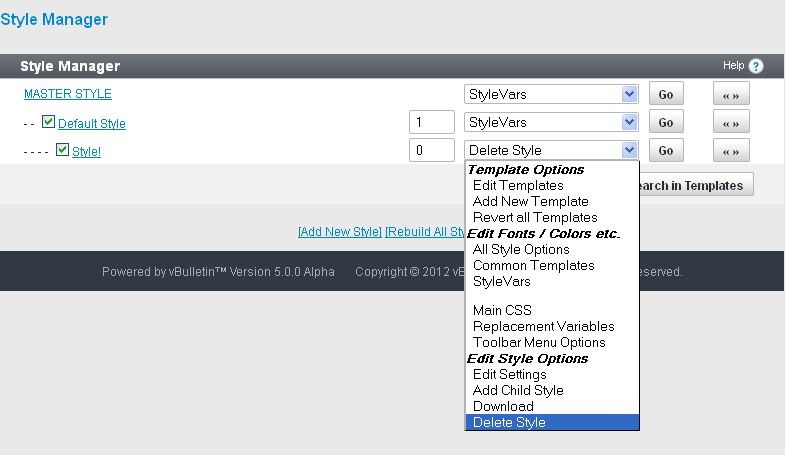 Style Manager
Style Manager Help ?
MASTER STYLE StyleVars Go « »
- - Default Style 1 StyleVars Go « »
- - - - Style! 0 Delete Style Go « »
Template Options
Edit Templates earch in Templates
Add New Template
Revert all Templates
[Add New Style] [Rebuild All Edit Fonts / Colors etc.
All Style Options
Powered by vBulletin™ Version 5.0.0 Alpha Copyright © 2012 Common Templates eserved.
StyleVars
Main CSS
Replacement Variables
Toolbar Menu Options
Edit Style Options
Edit Settings
Add Child Style
Download
Delete Style